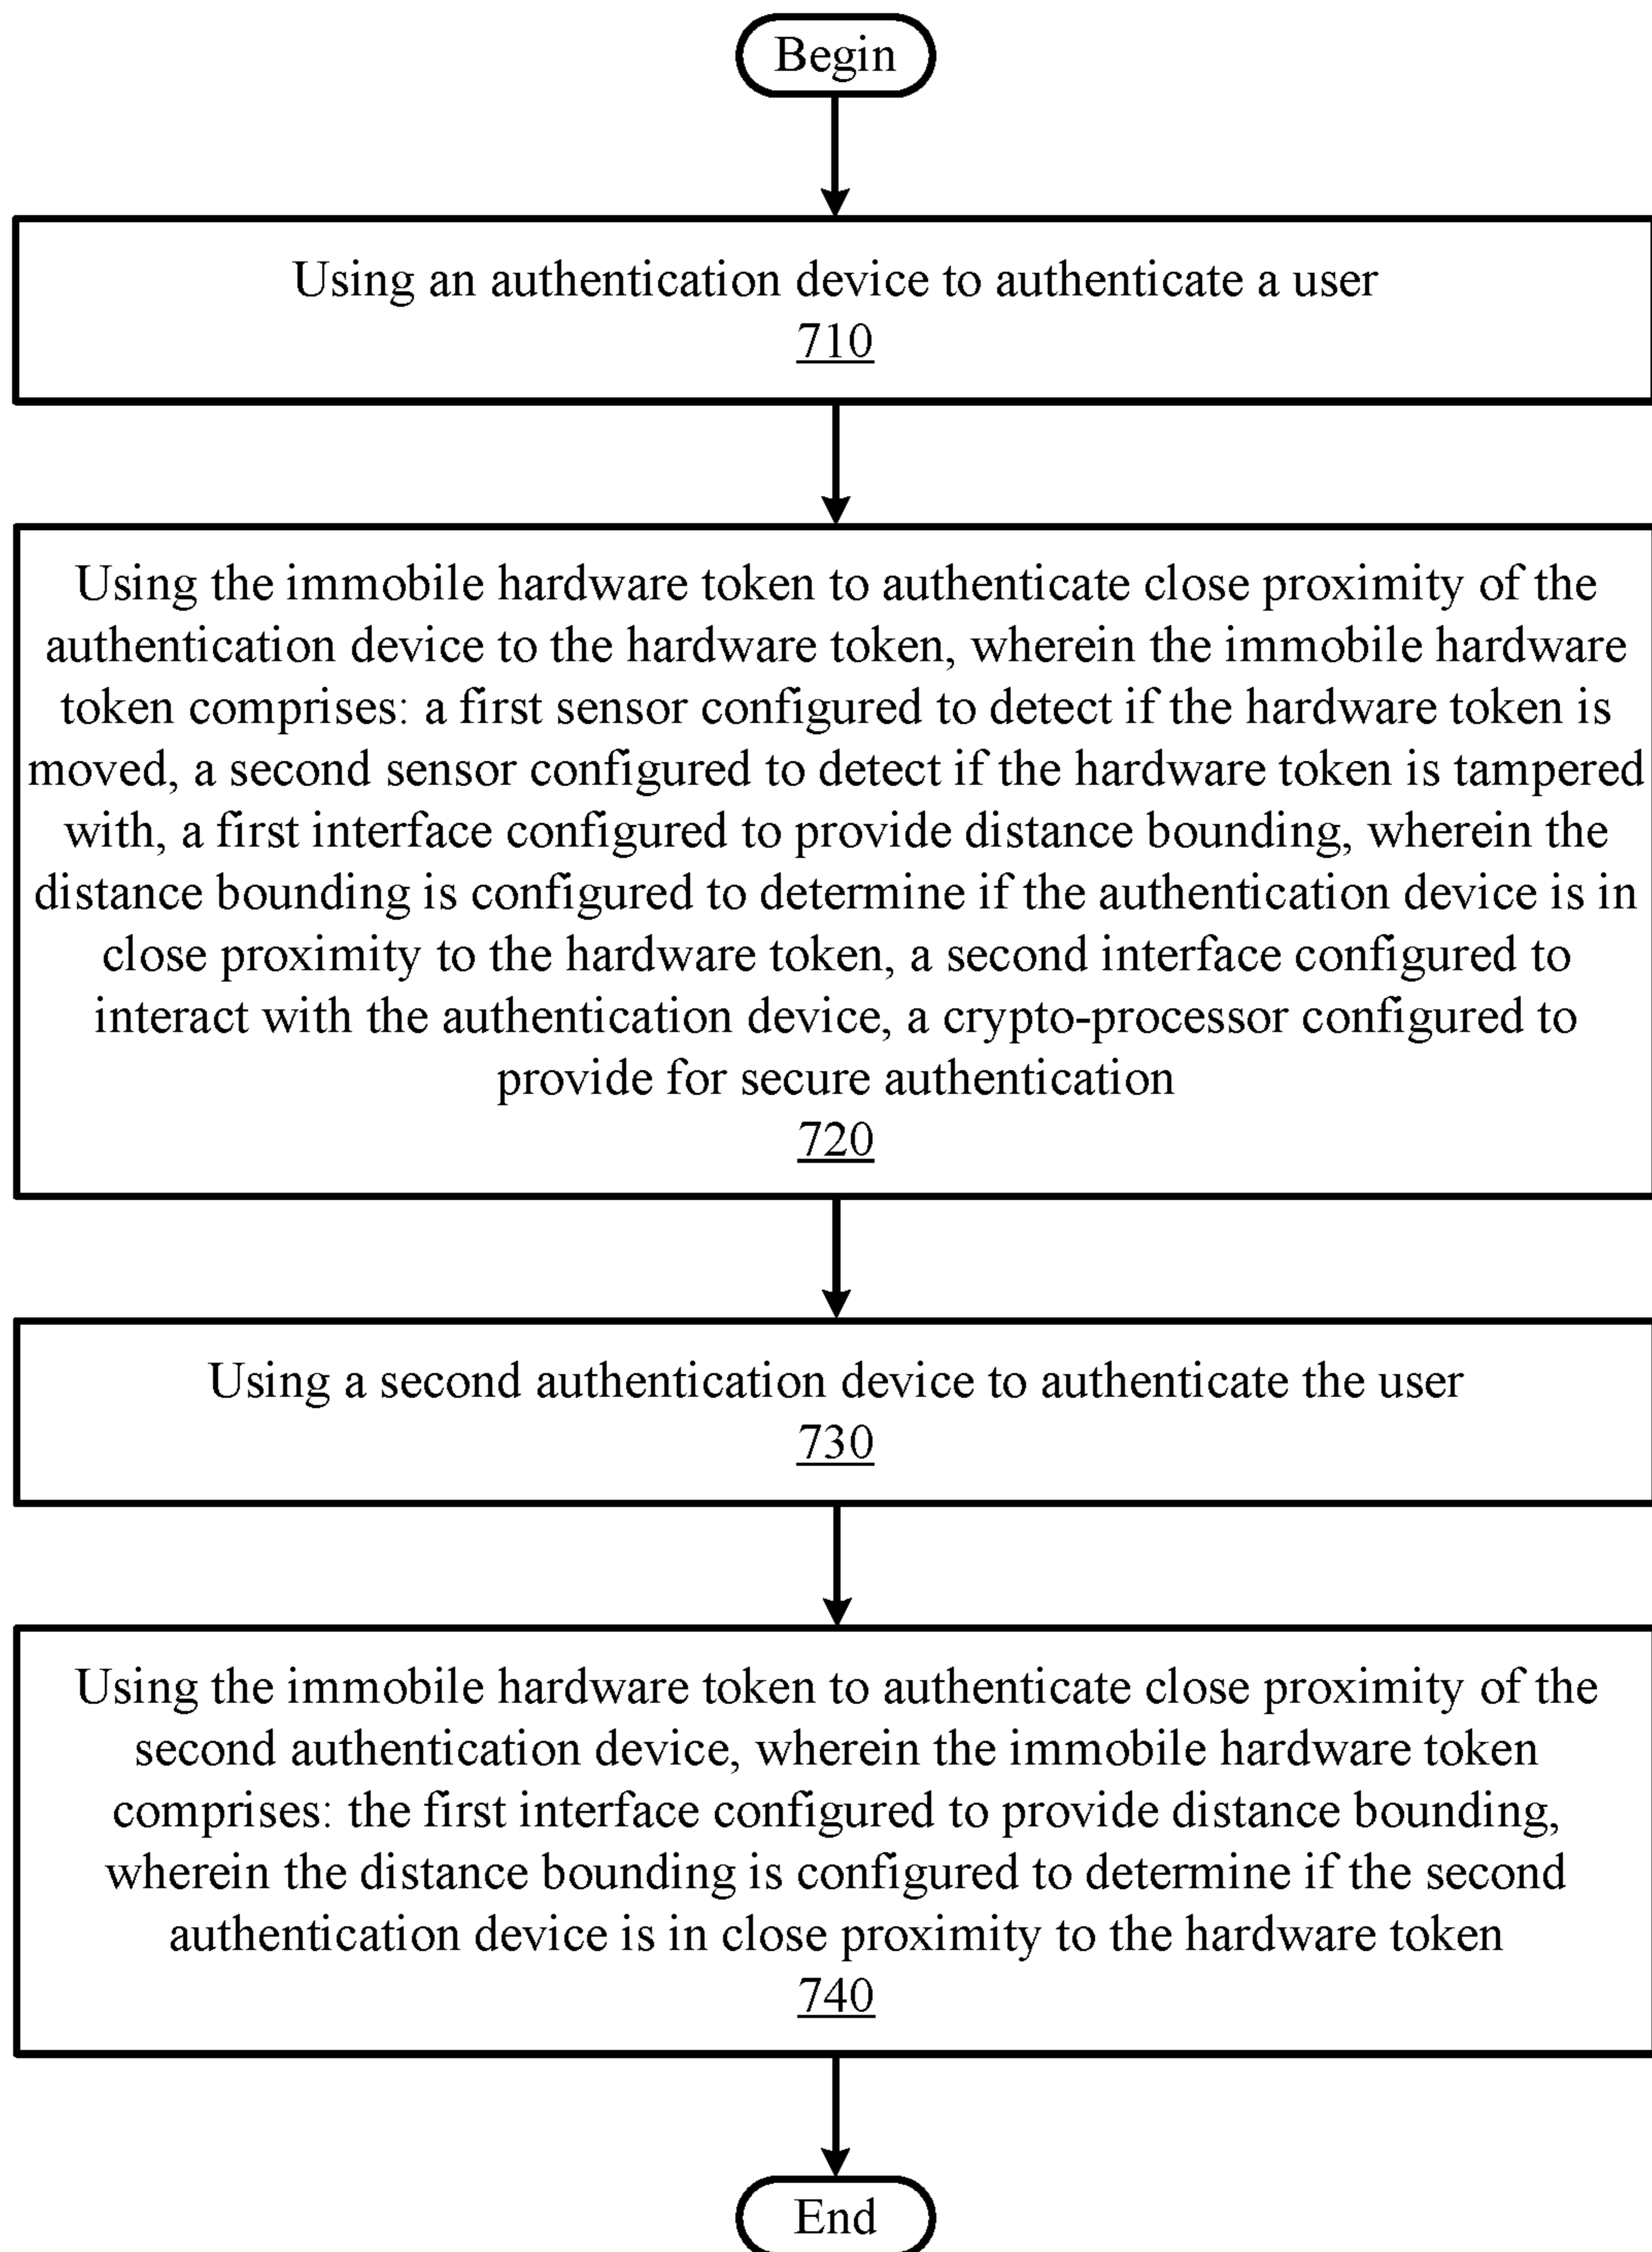 Begin
Using an authentication device to authenticate a user
710
Using the immobile hardware token to authenticate close proximity of the
authentication device to the hardware token, wherein the immobile hardware
token comprises: a first sensor configured to detect if the hardware token is
moved, a second sensor configured to detect if the hardware token is tampered
with, a first interface configured to provide distance bounding, wherein the
distance bounding is configured to determine if the authentication device is in
close proximity to the hardware token, a second interface configured to
interact with the authentication device, a crypto-processor configured to
provide for secure authentication
720
Using a second authentication device to authenticate the user
730
Using the immobile hardware token to authenticate close proximity of the
second authentication device, wherein the immobile hardware token
comprises: the first interface configured to provide distance bounding,
wherein the distance bounding is configured to determine if the second
authentication device is in close proximity to the hardware token
740
End